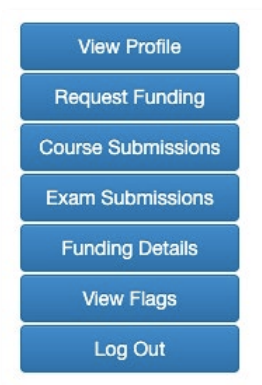 View Profile
Request Funding
Course Submissions
Exam Submissions
Funding Details
View Flags
Log Out